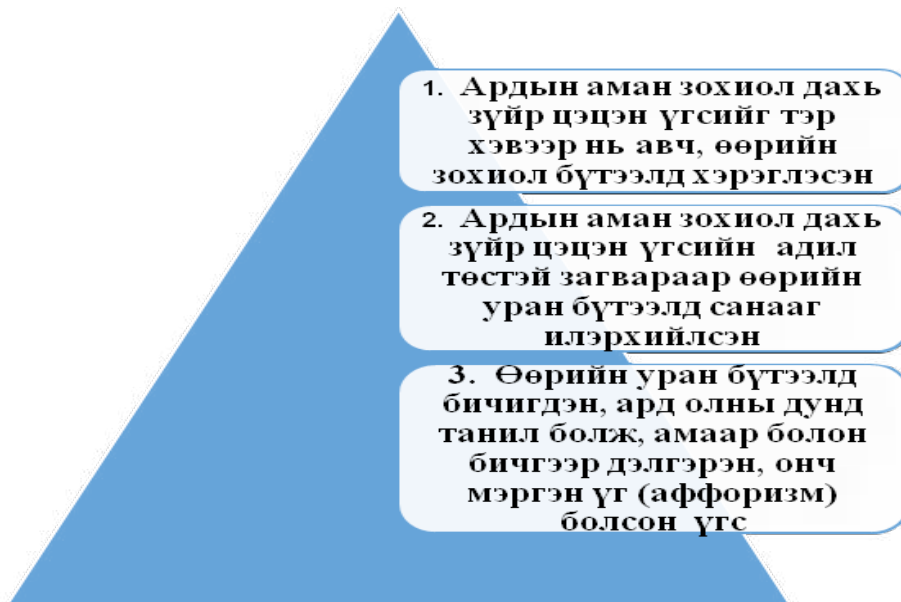 1. Ардын аман зохиол дахь
зүйр цэцэн үгсийг тэр
хэвээр нь авч, өөрийн
зохиол бүтээлд хэрэглэсэн
2. Ардын аман зохиол дахь
зүйр цэцэн үгсийн адил
төстэй загвараар өөрийн
уран бүтээлд санааг
илэрхийлсэн
3. Өөрийн уран бүтээлд
бичигдэн, ард олны дунд
танил болж, амаар болон
бичгээр дэлгэрэн, онч
мэргэн үг (аффоризм)
болсон үгс